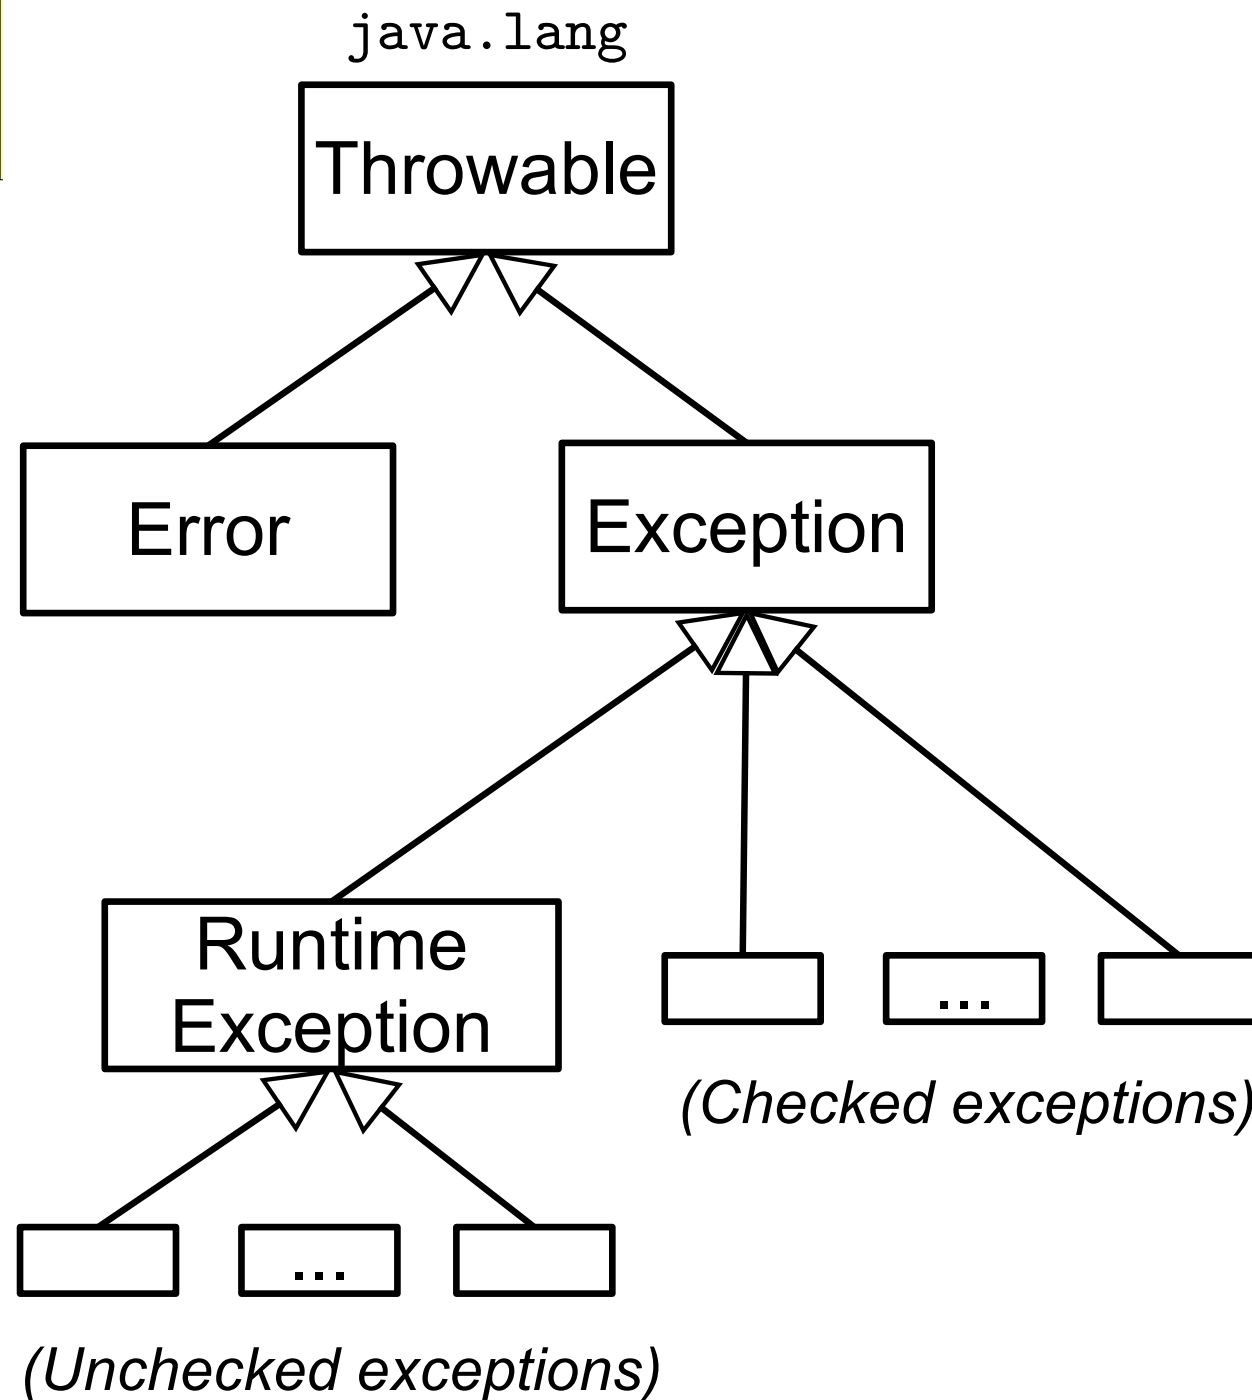 java.lang
Throwable
Error
Exception
Runtime
Exception
...
(Checked exceptions)
...
(Unchecked exceptions)